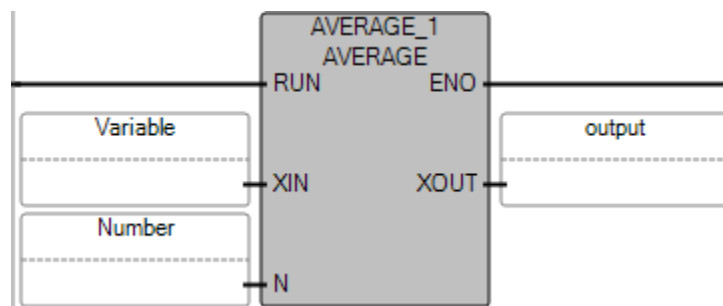 AVERAGE_1
AVERAGE
RUN ENO
Variable
output
XIN XOUT
Number
N